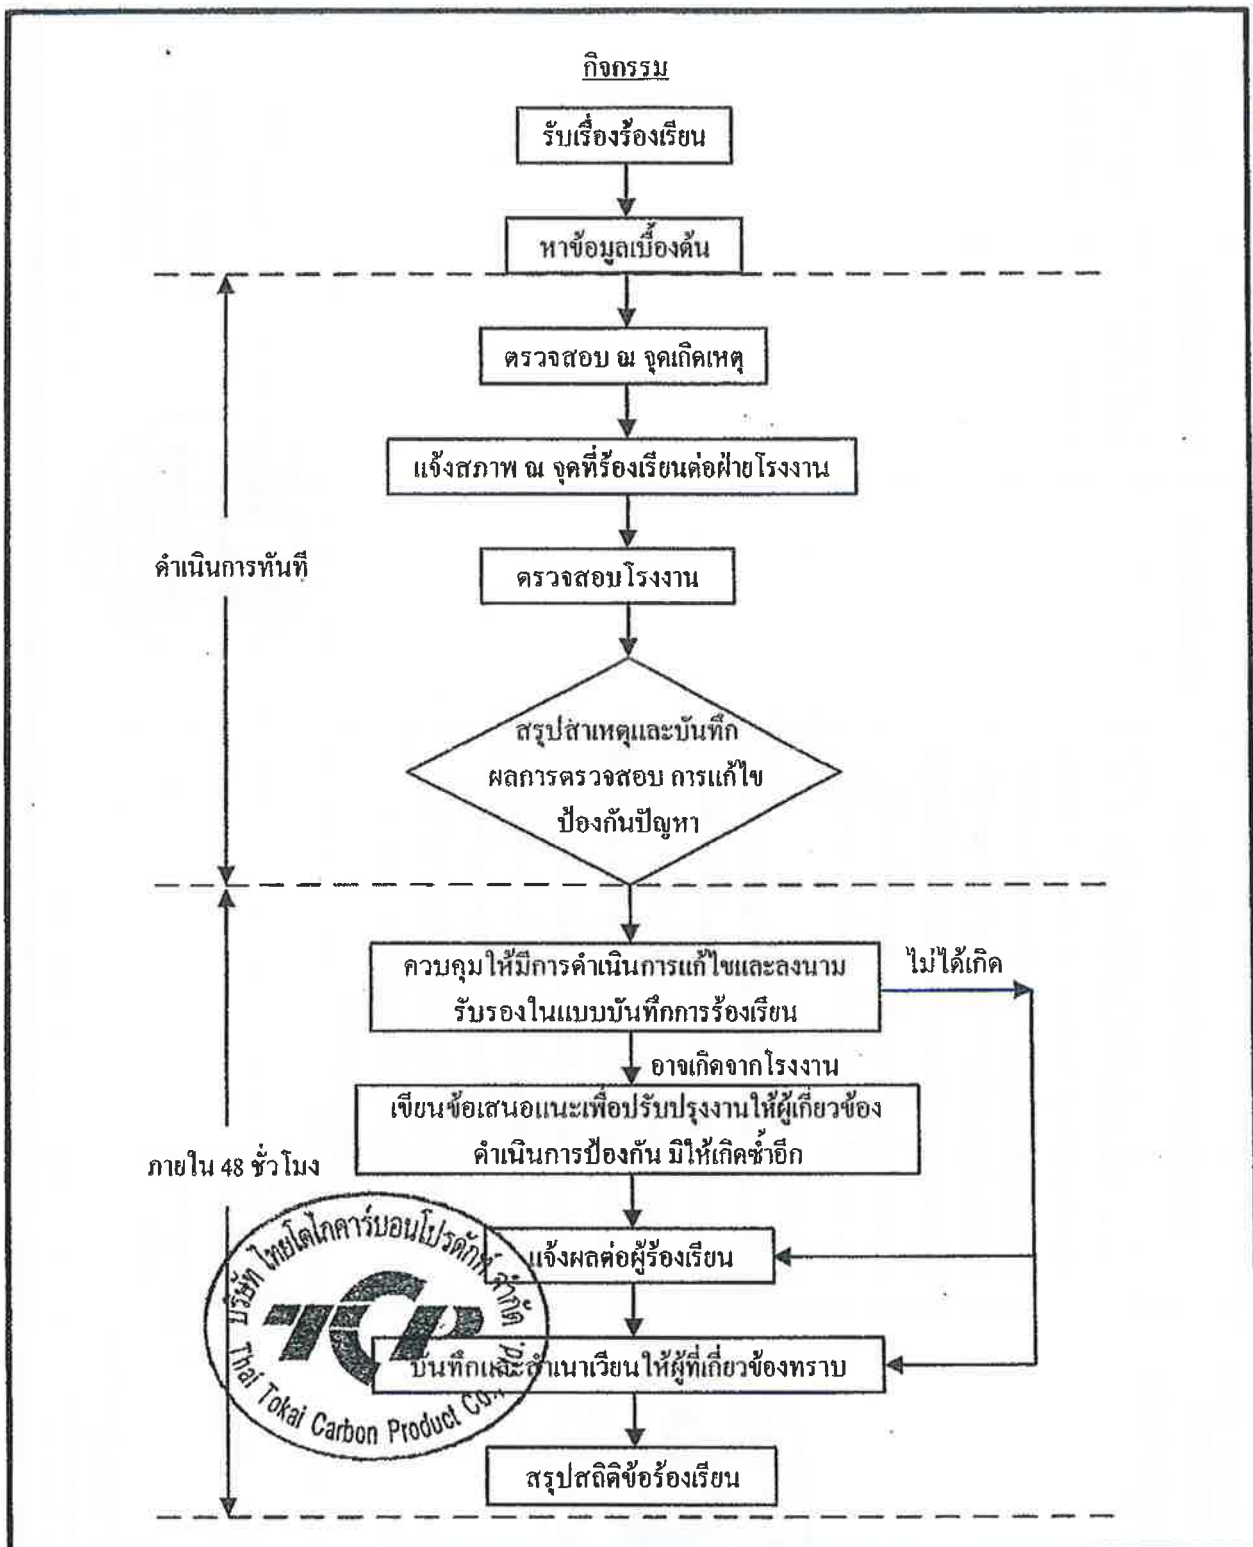 กิจกรรม
รับเรื่องร้องเรียน
หาข้อมูลเบื้องต้น
ตรวจสอบ ณ จุดเกิดเหตุ
แจ้งสภาพ ณ จุดที่ร้องเรียนต่อฝ่ายโรงงาน
ดำเนินการทันที
ตรวจสอบโรงงาน
สรุปสาเหตุและบันทึก
ผลการตรวจสอบ การแก้ไข
ป้องกันปัญหา
ควบคุมให้มีการดำเนินการแก้ไขและลงนาม
รับรองในแบบบันทึกการร้องเรียน
ไม่ได้เกิด
อาจเกิดจากโรงงาน
เขียนข้อเสนอแนะเพื่อปรับปรุงงานให้ผู้เกี่ยวข้อง
ดำเนินการป้องกัน มิให้เกิดซ้ำอีก
ภายใน 48 ชั่วโมง
แจ้งผลต่อผู้ร้องเรียน
บันทึกและสำเนาเวียนให้ผู้ที่เกี่ยวข้องทราบ
สรุปสถิติข้อร้องเรียน
บริษัท ไทยโตไกคาร์บอนโปรดักท์ จำกัด
TCP
Thai Tokai Carbon Product Co., Ltd.